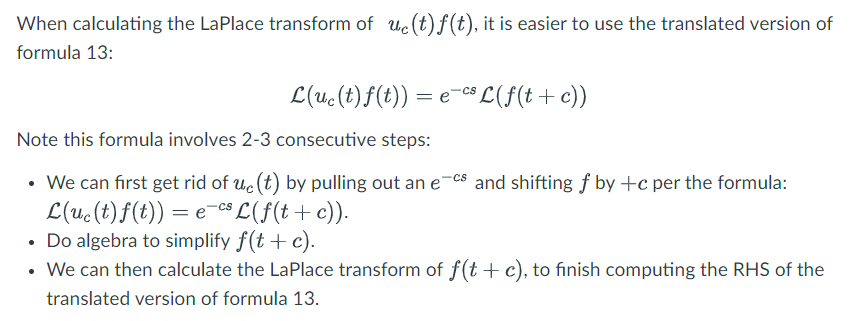 When calculating the LaPlace transform of $u_c(t)f(t)$, it is easier to use the translated version of
formula 13:
$\mathcal{L}(u_c(t)f(t)) = e^{-cs}\mathcal{L}(f(t+c))$
Note this formula involves 2-3 consecutive steps:
• We can first get rid of $u_c(t)$ by pulling out an $e^{-cs}$ and shifting $f$ by $+c$ per the formula:
$\mathcal{L}(u_c(t)f(t)) = e^{-cs}\mathcal{L}(f(t+c))$.
• Do algebra to simplify $f(t+c)$.
• We can then calculate the LaPlace transform of $f(t+c)$, to finish computing the RHS of the
translated version of formula 13.